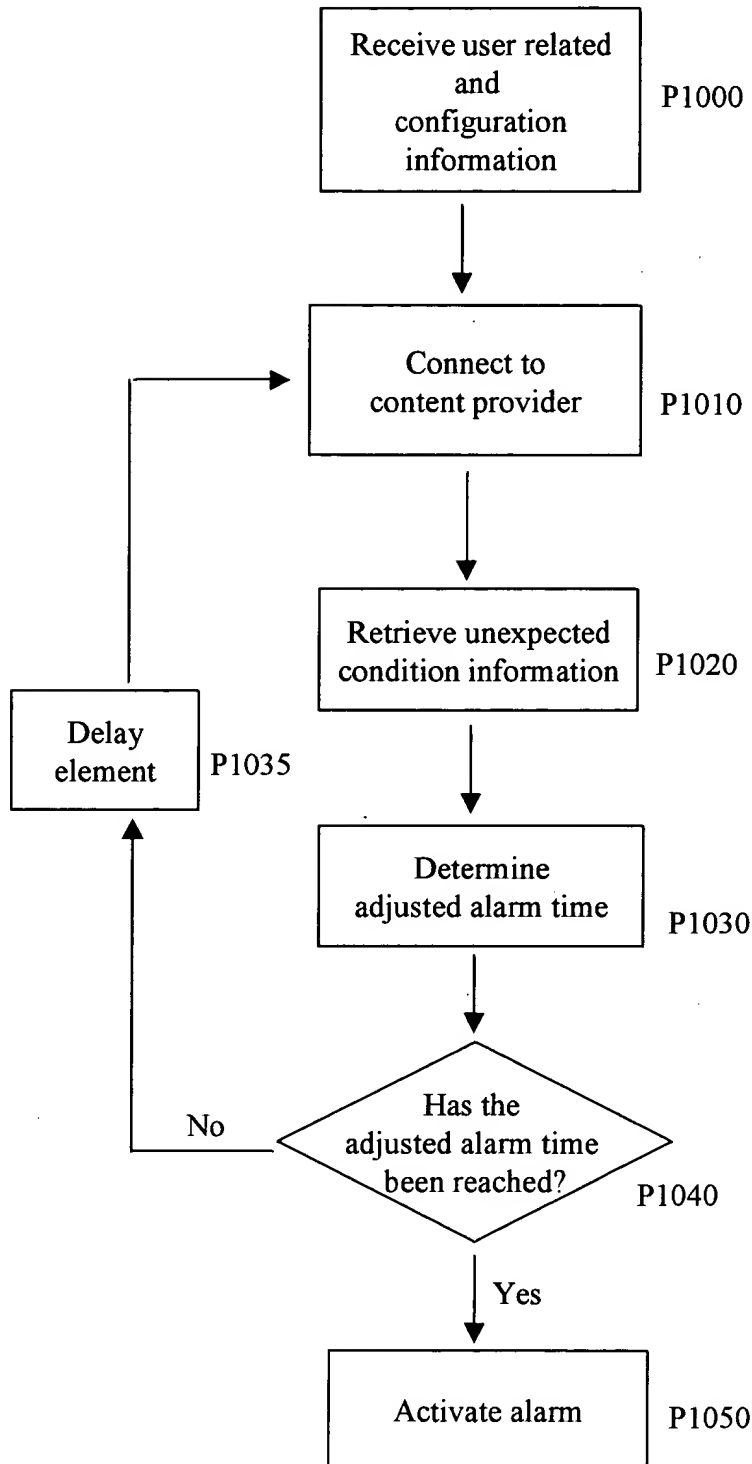 Receive user related
and
configuration
information
P1000
Connect to
content provider
P1010
Retrieve unexpected
condition information
P1020
Delay
element
P1035
Determine
adjusted alarm time
P1030
Has the
adjusted alarm time
been reached?
P1040
No
Yes
Activate alarm
P1050